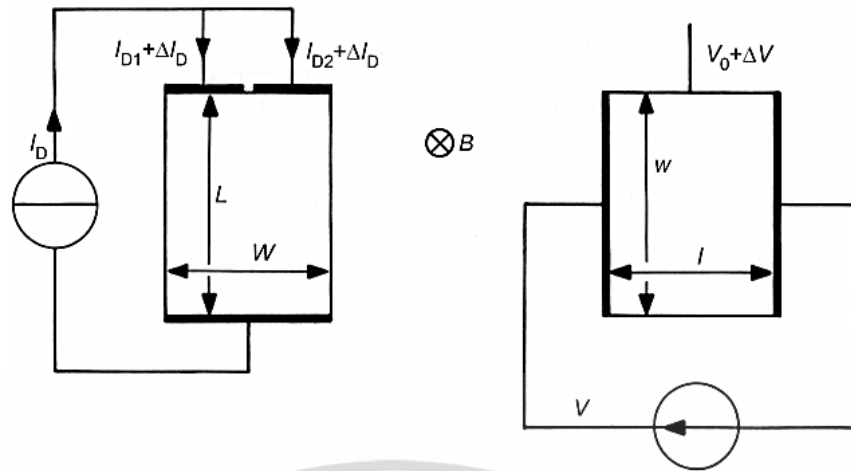 I_D1+ΔI_D
I_D2+ΔI_D
V_0+ΔV
B
I_D
L
W
w
l
V